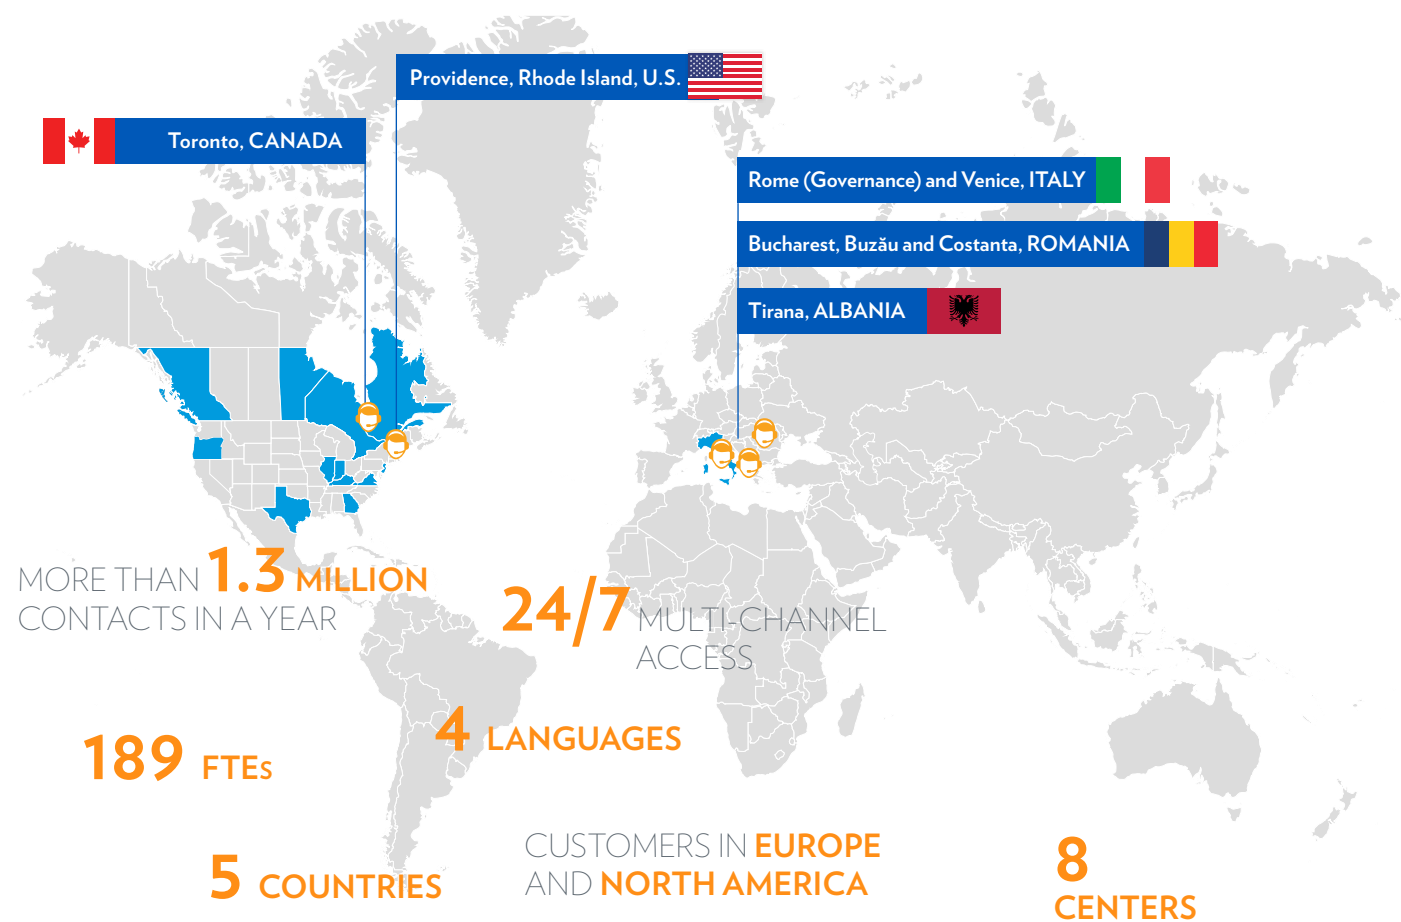 Providence, Rhode Island, U.S.
Toronto, CANADA
Rome (Governance) and Venice, ITALY
Bucharest, Buzău and Costanta, ROMANIA
Tirana, ALBANIA
MORE THAN 1.3 MILLION
CONTACTS IN A YEAR
24/7 MULTI-CHANNEL
ACCESS
4 LANGUAGES
189 FTEs
CUSTOMERS IN EUROPE
AND NORTH AMERICA
5 COUNTRIES
8
CENTERS